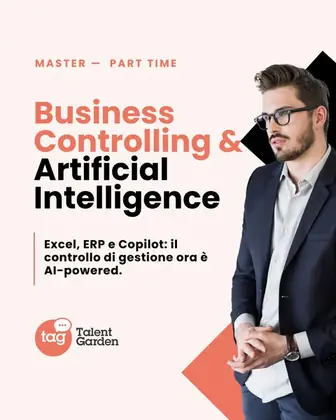 MASTER — PART TIME
Business
Controlling &
Artificial
Intelligence
Excel, ERP e Copilot: il
controllo di gestione ora è
AI-powered.
tag
Talent
Garden